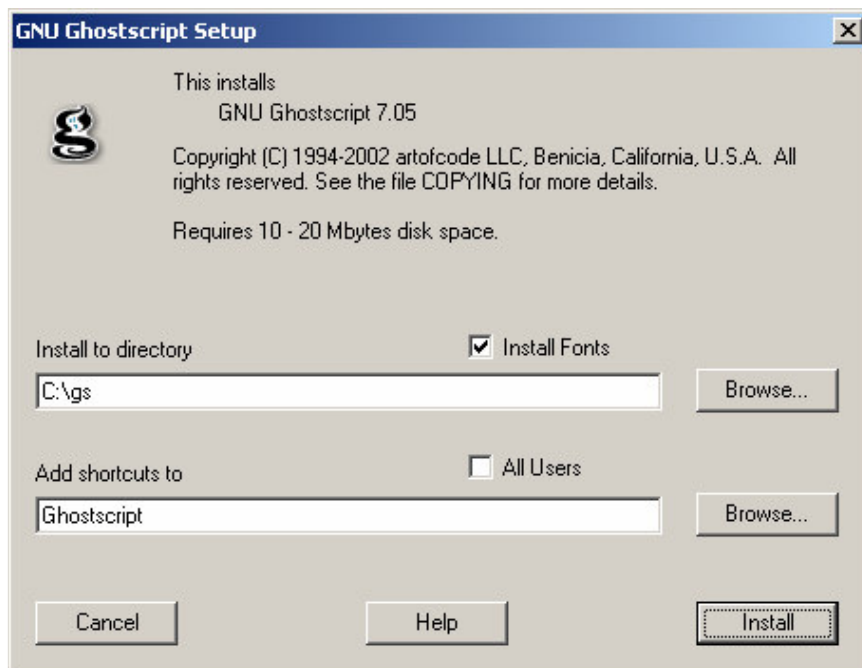 GNU Ghostscript Setup
This installs
GNU Ghostscript 7.05
Copyright (C) 1994-2002 artofcode LLC, Benicia, California, U.S.A.  All
rights reserved. See the file COPYING for more details.
Requires 10 - 20 Mbytes disk space.
Install to directory
Install Fonts
C:\gs
Browse...
Add shortcuts to
All Users
Ghostscript
Browse...
Cancel
Help
Install